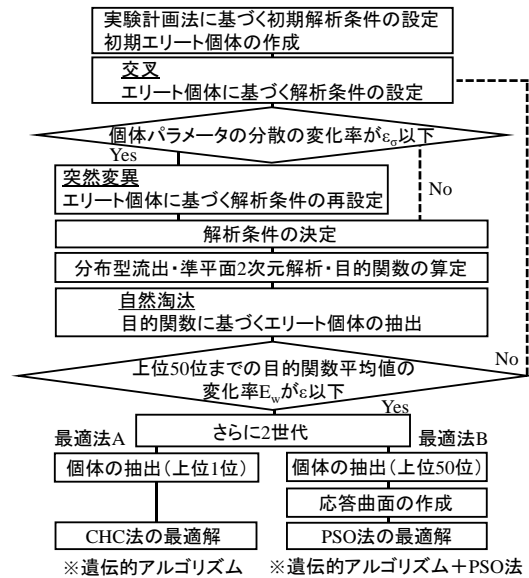 実験計画法に基づく初期解析条件の設定
初期エリート個体の作成
交叉
エリート個体に基づく解析条件の設定
個体パラメータの分散の変化率がεσ以下
Yes
突然変異
エリート個体に基づく解析条件の再設定
No
解析条件の決定
分布型流出・準平面2次元解析・目的関数の算定
自然淘汰
目的関数に基づくエリート個体の抽出
上位50位までの目的関数平均値の
変化率Ewがε以下
No
Yes
さらに2世代
最適法A
最適法B
個体の抽出（上位1位）
個体の抽出（上位50位）
応答曲面の作成
CHC法の最適解
PSO法の最適解
※遺伝的アルゴリズム
※遺伝的アルゴリズム＋PSO法